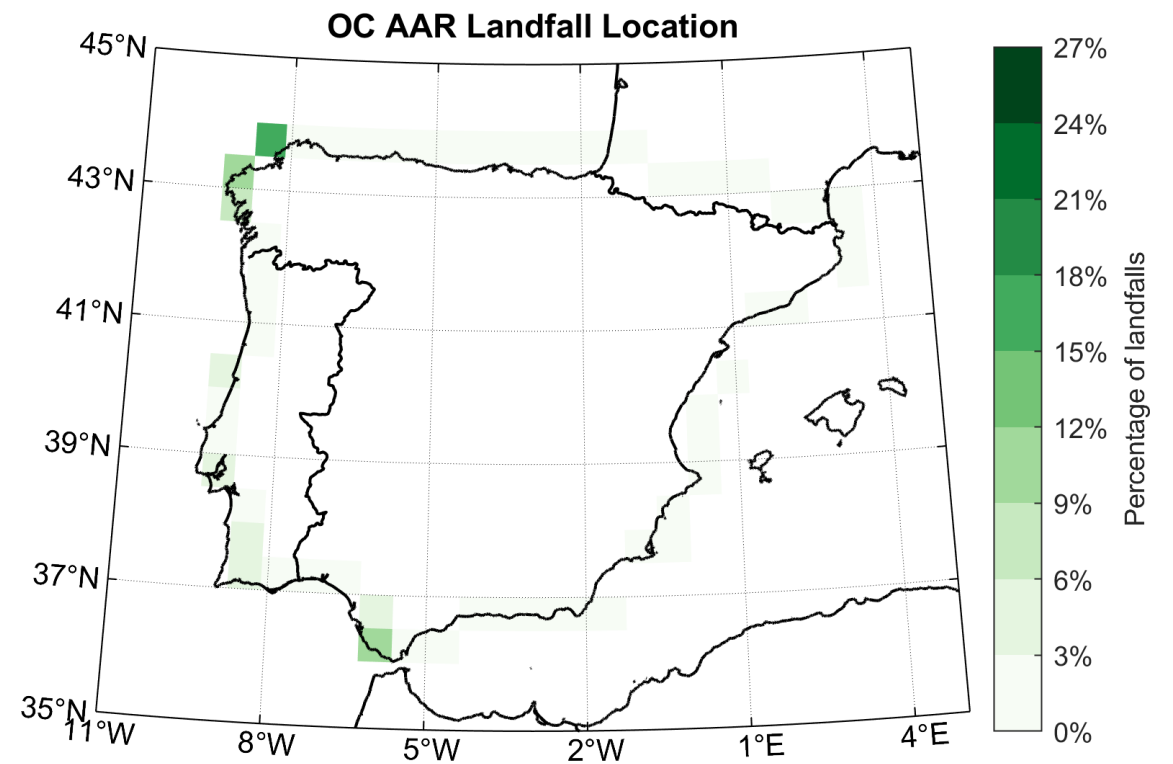 OC AAR Landfall Location
45°N
43°N
41°N
39°N
37°N
35°N
11°W
8°W
5°W
2°W
1°E
4°E
27%
24%
21%
18%
15%
12%
9%
6%
3%
0%
Percentage of landfalls